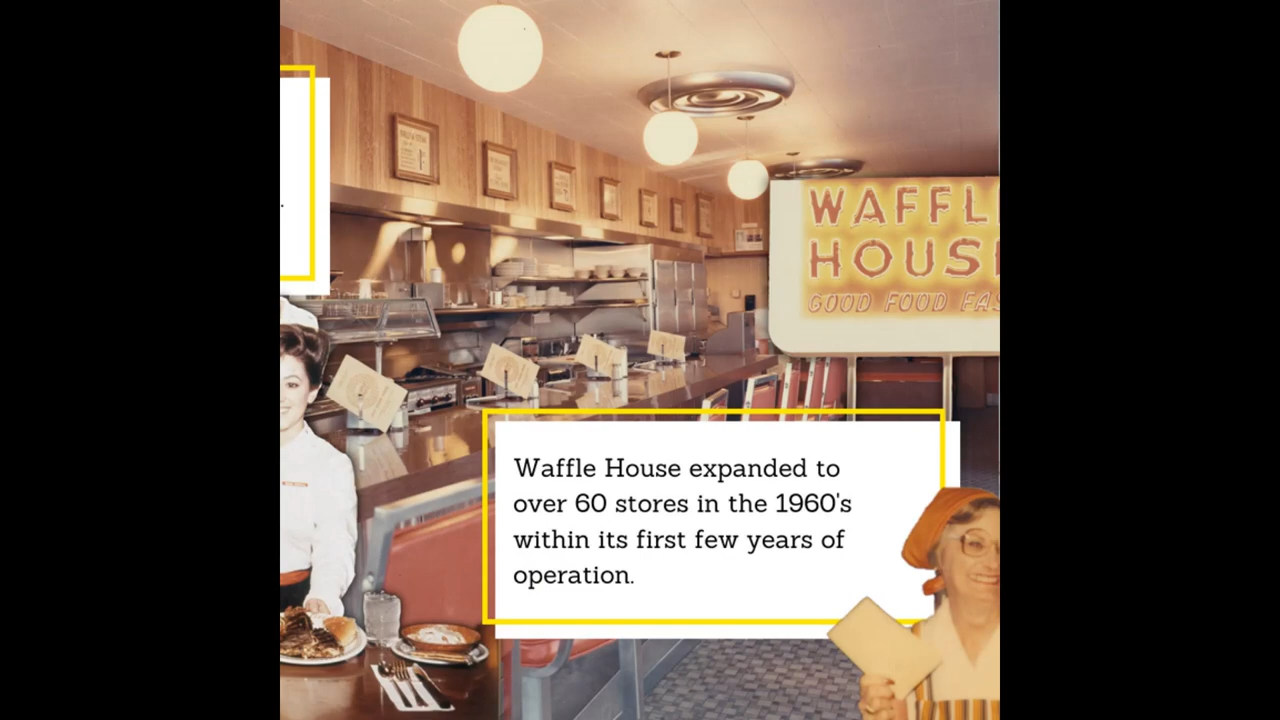 WAFFL
HOUS
GOOD FOOD FAS
Waffle House expanded to
over 60 stores in the 1960's
within its first few years of
operation.